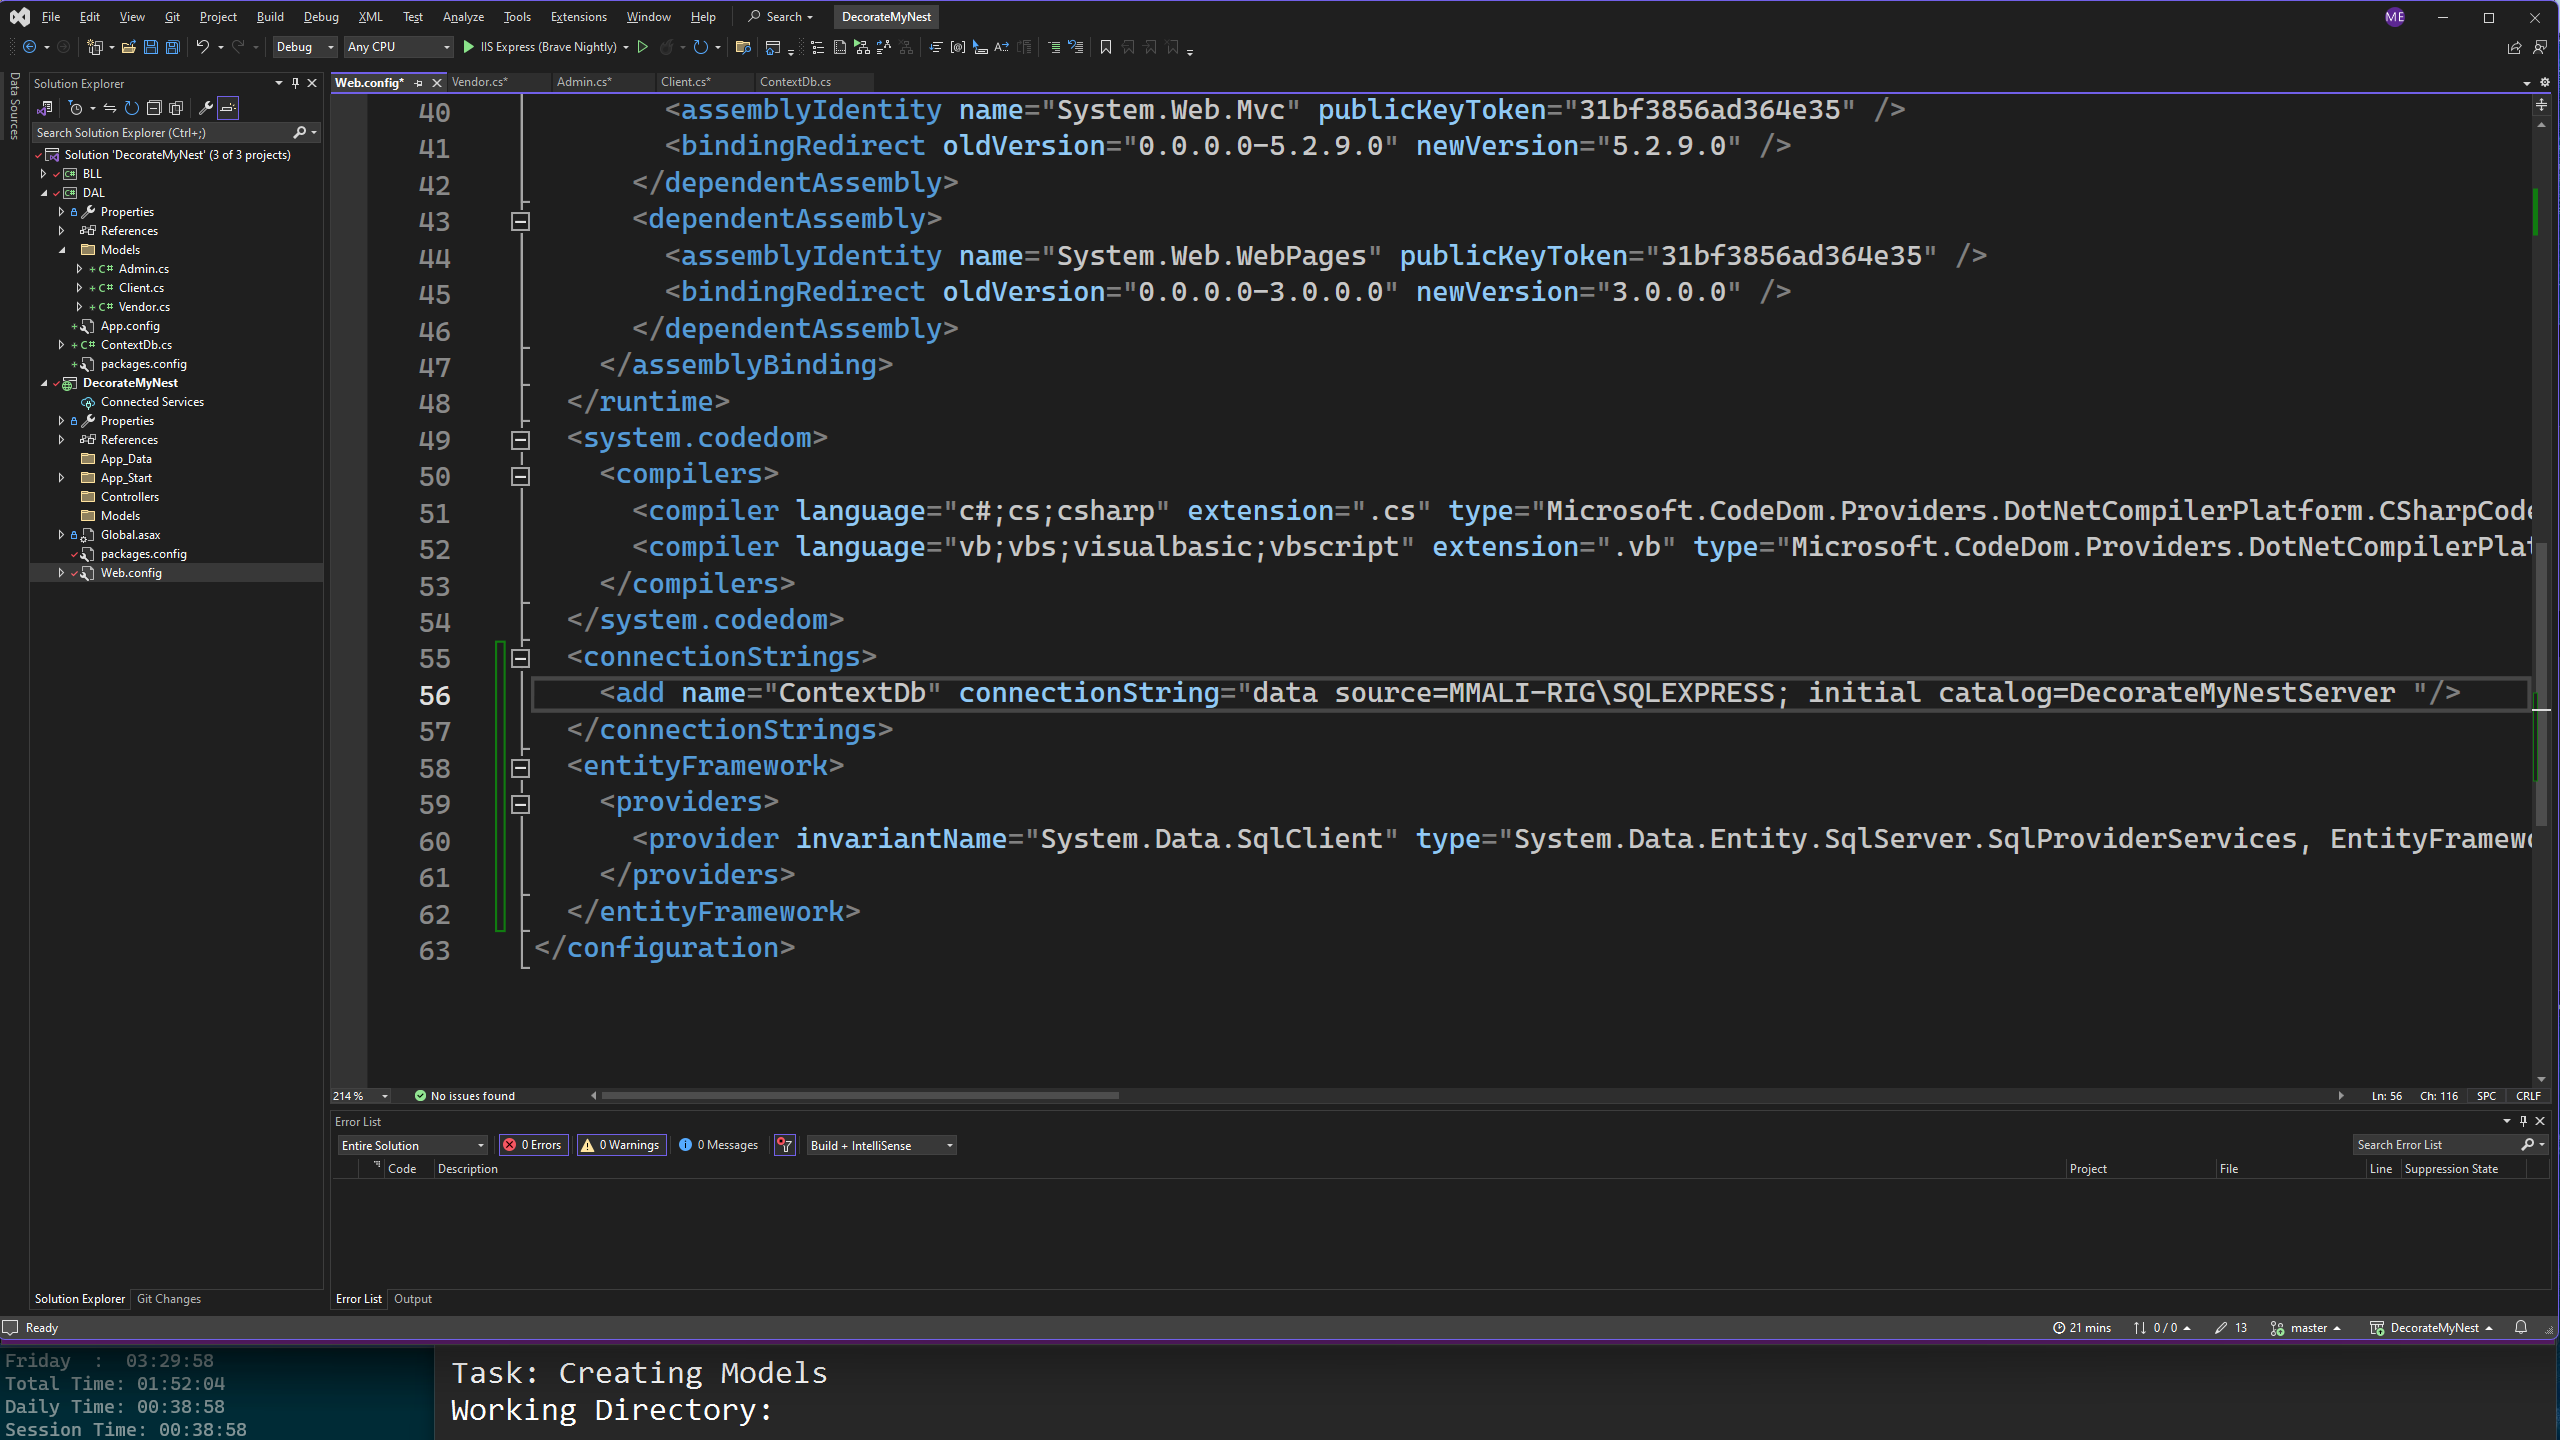 File Edit View Git Project Build Debug XML Test Analyze Tools Extensions Window Help Search DecorateMyNest ME
Debug Any CPU IIS Express (Brave Nightly)
Data Sources
Solution Explorer
Search Solution Explorer (Ctrl+;)
Solution 'DecorateMyNest' (3 of 3 projects)
BLL
DAL
Properties
References
Models
C# Admin.cs
C# Client.cs
C# Vendor.cs
App.config
C# ContextDb.cs
packages.config
DecorateMyNest
Connected Services
Properties
References
App_Data
App_Start
Controllers
Models
Global.asax
packages.config
Web.config
Solution Explorer Git Changes
Web.config* Vendor.cs* Admin.cs* Client.cs* ContextDb.cs
40 <assemblyIdentity name="System.Web.Mvc" publicKeyToken="31bf3856ad364e35" />
41 <bindingRedirect oldVersion="0.0.0.0-5.2.9.0" newVersion="5.2.9.0" />
42 </dependentAssembly>
43 <dependentAssembly>
44 <assemblyIdentity name="System.Web.WebPages" publicKeyToken="31bf3856ad364e35" />
45 <bindingRedirect oldVersion="0.0.0.0-3.0.0.0" newVersion="3.0.0.0" />
46 </dependentAssembly>
47 </assemblyBinding>
48 </runtime>
49 <system.codedom>
50 <compilers>
51 <compiler language="c#;cs;csharp" extension=".cs" type="Microsoft.CodeDom.Providers.DotNetCompilerPlatform.CSharpCode
52 <compiler language="vb;vbs;visualbasic;vbscript" extension=".vb" type="Microsoft.CodeDom.Providers.DotNetCompilerPlat
53 </compilers>
54 </system.codedom>
55 <connectionStrings>
56 <add name="ContextDb" connectionString="data source=MMALI-RIG\SQLEXPRESS; initial catalog=DecorateMyNestServer "/>
57 </connectionStrings>
58 <entityFramework>
59 <providers>
60 <provider invariantName="System.Data.SqlClient" type="System.Data.Entity.SqlServer.SqlProviderServices, EntityFramewo
61 </providers>
62 </entityFramework>
63 </configuration>
214 % No issues found Ln: 56 Ch: 116 SPC CRLF
Error List
Entire Solution 0 Errors 0 Warnings 0 Messages Build + IntelliSense Search Error List
Code Description Project File Line Suppression State
Error List Output
Ready 21 mins 0 / 0 13 master DecorateMyNest
Friday : 03:29:58
Total Time: 01:52:04
Daily Time: 00:38:58
Session Time: 00:38:58
Task: Creating Models
Working Directory: